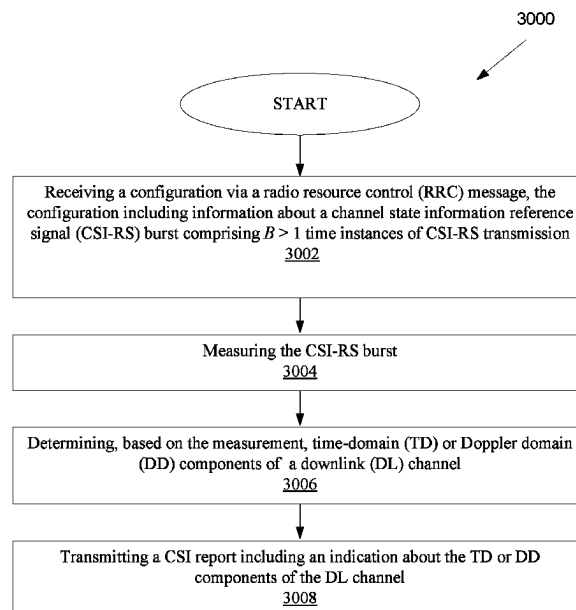 3000
START
Receiving a configuration via a radio resource control (RRC) message, the
configuration including information about a channel state information reference
signal (CSI-RS) burst comprising B > 1 time instances of CSI-RS transmission
3002
Measuring the CSI-RS burst
3004
Determining, based on the measurement, time-domain (TD) or Doppler domain
(DD) components of a downlink (DL) channel
3006
Transmitting a CSI report including an indication about the TD or DD
components of the DL channel
3008